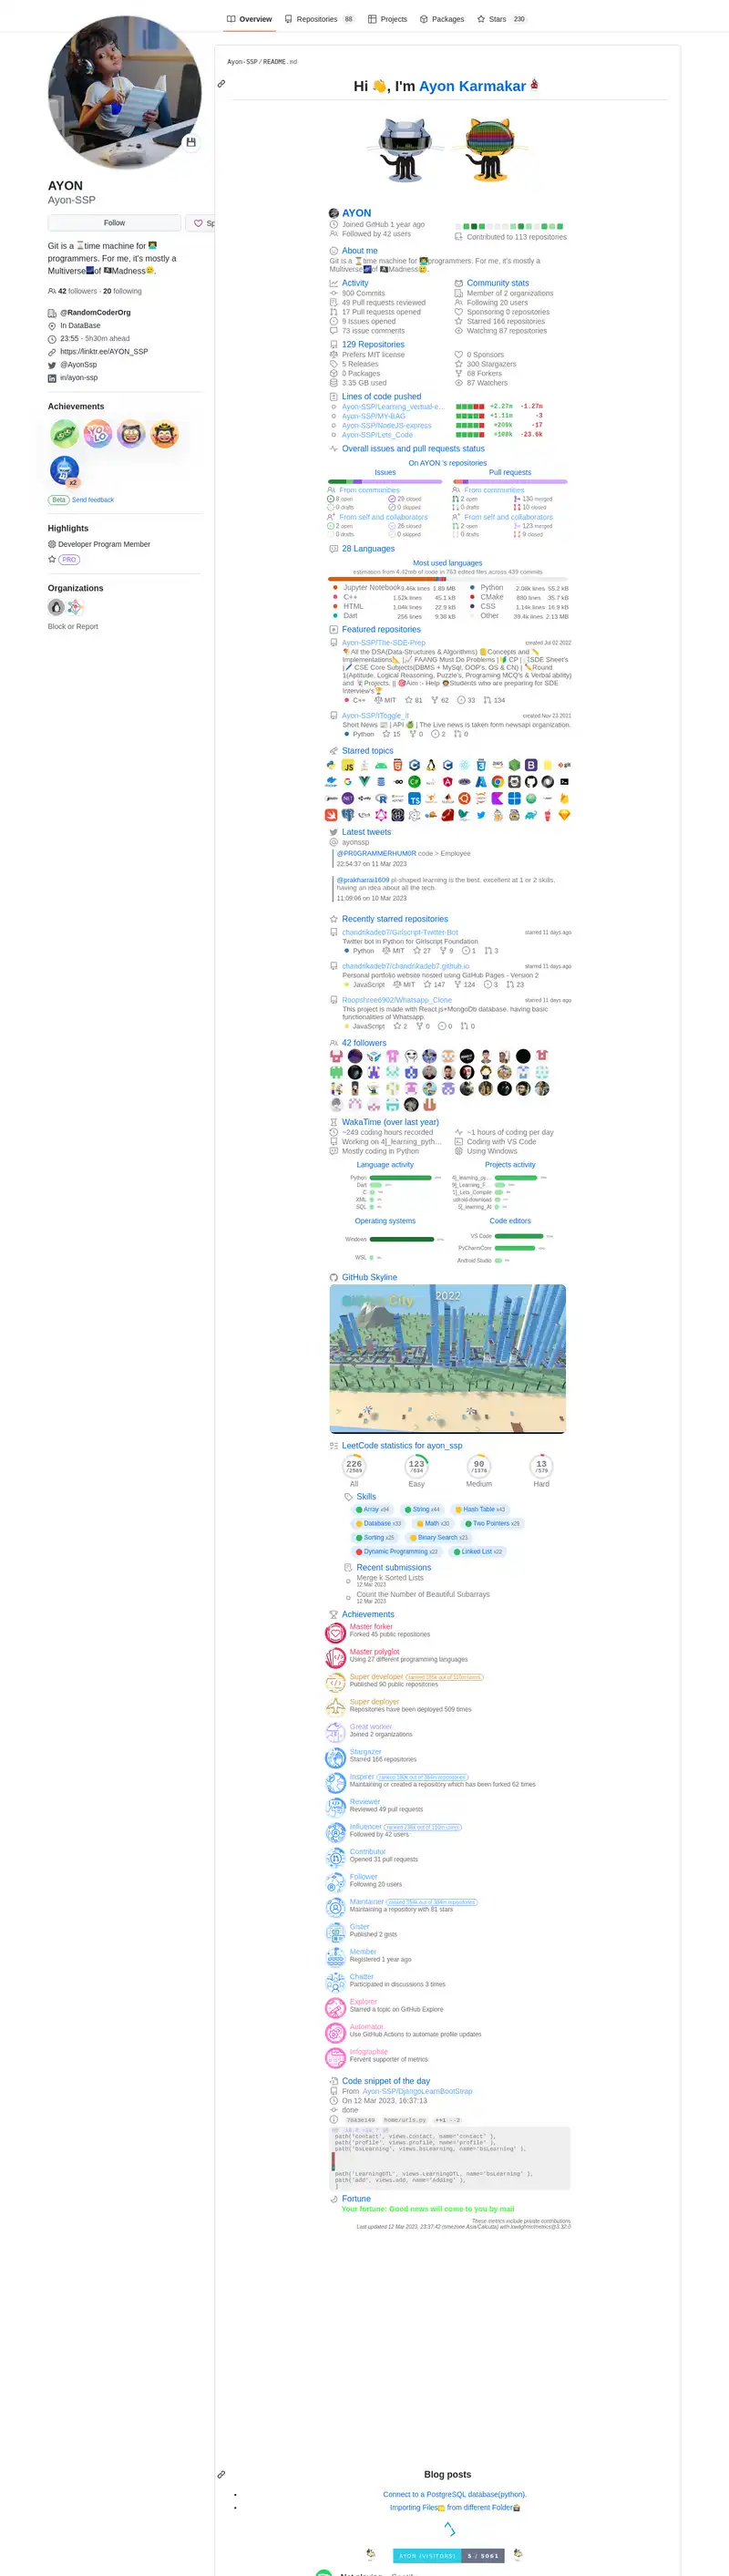 Overview
Repositories 88
Projects
Packages
Stars 230
AYON
Ayon-SSP
Follow
Sp
Git is a ⌛time machine for 👨‍💻
programmers. For me, it's mostly a
Multiverse🌌of 🏴‍☠️Madness🤪.
42 followers · 20 following
@RandomCoderOrg
In DataBase
23:55 - 5h30m ahead
https://linktr.ee/AYON_SSP
@AyonSsp
in/ayon-ssp
Achievements
YOLO
x2
Beta Send feedback
Highlights
Developer Program Member
PRO
Organizations
Block or Report
Ayon-SSP/README.md
Hi 👋, I'm Ayon Karmakar
AYON
Joined GitHub 1 year ago
Followed by 42 users
Contributed to 113 repositories
About me
Git is a ⌛time machine for 👨‍💻programmers. For me, it's mostly a
Multiverse🌌of 🏴‍☠️Madness🤪.
Activity
900 Commits
49 Pull requests reviewed
17 Pull requests opened
9 Issues opened
73 issue comments
Community stats
Member of 2 organizations
Following 20 users
Sponsoring 0 repositories
Starred 166 repositories
Watching 87 repositories
129 Repositories
Prefers MIT license
5 Releases
0 Packages
3.35 GB used
0 Sponsors
300 Stargazers
68 Forkers
87 Watchers
Lines of code pushed
Ayon-SSP/Learning_vertual-e... +2.27m -1.27m
Ayon-SSP/MY-BAG +1.11m -3
Ayon-SSP/NodeJS-express +209k -17
Ayon-SSP/Lets_Code +108k -23.6k
Overall issues and pull requests status
On AYON 's repositories
Issues
Pull requests
From communities
8 open 29 closed
0 drafts 0 skipped
From communities
2 open 130 merged
0 drafts 10 closed
From self and collaborators
2 open 26 closed
0 drafts 0 skipped
From self and collaborators
2 open 123 merged
0 drafts 9 closed
28 Languages
Most used languages
estimation from 4.42mb of code in 763 edited files across 439 commits
Jupyter Notebook 9.46k lines 1.89 MB
C++ 1.52k lines 45.1 kB
HTML 1.04k lines 22.9 kB
Dart 256 lines 9.38 kB
Python 2.08k lines 55.2 kB
CMake 890 lines 35.7 kB
CSS 1.14k lines 16.9 kB
Other 39.4k lines 2.13 MB
Featured repositories
Ayon-SSP/The-SDE-Prep created Jul 02 2022
All the DSA(Data-Structures & Algorithms) 📒Concepts and ✏️
Implementations📐 |📈 FAANG Must Do Problems |🔰 CP |📑SDE Sheet's
|🖊️ CSE Core Subjects(DBMS + MySql, OOP's, OS & CN) | ✏️Round
1(Aptitude, Logical Reasoning, Puzzle's, Programing MCQ's & Verbal ability)
and Projects. || 🎯Aim :- Help 🧑‍🎓Students who are preparing for SDE
Interview's🏆
C++ MIT 81 62 33 134
Ayon-SSP/tToggle_it created Nov 23 2021
Short News 📰 | API 🍏 | The Live news is taken form newsapi organization.
Python 15 0 2 0
Starred topics
Latest tweets
ayonssp
@PR0GRAMMERHUM0R code > Employee
22:54:37 on 11 Mar 2023
@prakharrai1609 pi-shaped learning is the best. excellent at 1 or 2 skills,
having an idea about all the tech.
11:09:06 on 10 Mar 2023
Recently starred repositories
chandrikadeb7/Girlscript-Twitter-Bot starred 11 days ago
Twitter bot in Python for Girlscript Foundation
Python MIT 27 9 1 3
chandrikadeb7/chandrikadeb7.github.io starred 11 days ago
Personal portfolio website hosted using GitHub Pages - Version 2
JavaScript MIT 147 124 3 23
Roopshree6902/Whatsapp_Clone starred 11 days ago
This project is made with React js+MongoDb database, having basic
functionalities of Whatsapp.
JavaScript 2 0 0 0
42 followers
WakaTime (over last year)
~249 coding hours recorded
Working on 4]_learning_pyth...
Mostly coding in Python
~1 hours of coding per day
Coding with VS Code
Using Windows
Language activity
Python
Dart
C
XML
SQL
Projects activity
Operating systems
Windows
WSL
Code editors
VS Code
PyCharmCore
Android Studio
GitHub Skyline
GitHub City
2022
LeetCode statistics for ayon_ssp
226 /2589 All
123 /634 Easy
90 /1376 Medium
13 /579 Hard
Skills
Array x94 String x44 Hash Table x43
Database x33 Math x30 Two Pointers x29
Sorting x25 Binary Search x23
Dynamic Programming x22 Linked List x22
Recent submissions
Merge k Sorted Lists
12 Mar 2023
Count the Number of Beautiful Subarrays
12 Mar 2023
Achievements
Master forker
Forked 45 public repositories
Master polyglot
Using 27 different programming languages
Super developer
Published 90 public repositories
Super deployer
Repositories have been deployed 509 times
Great worker
Joined 2 organizations
Stargazer
Starred 166 repositories
Inspirer
Maintaining or created a repository which has been forked 62 times
Reviewer
Reviewed 49 pull requests
Influencer
Followed by 42 users
Contributor
Opened 31 pull requests
Follower
Following 20 users
Maintainer
Maintaining a repository with 81 stars
Gister
Published 2 gists
Member
Registered 1 year ago
Chatter
Participated in discussions 3 times
Explorer
Starred a topic on GitHub Explore
Automator
Use GitHub Actions to automate profile updates
Infographile
Fervent supporter of metrics
Code snippet of the day
From Ayon-SSP/DjangoLearnBootStrap
On 12 Mar 2023, 16:37:13
done
home/urls.py ++1 --3
path('contact', views.contact, name='contact' ),
path('profile', views.profile, name='profile' ),
path('bsLearning', views.bsLearning, name='bsLearning' ),
path('LearningDTL', views.LearningDTL, name='bsLearning' ),
path('add', views.add, name='adding' ),
]
Fortune
Your fortune: Good news will come to you by mail
These metrics include private contributions
Last updated 12 Mar 2023, 23:37:42 (timezone Asia/Calcutta) with lowlighter/metrics@3.32.0
Blog posts
Connect to a PostgreSQL database(python).
Importing Files📁 from different Folder
AYON (VISITORS) 5 / 5061